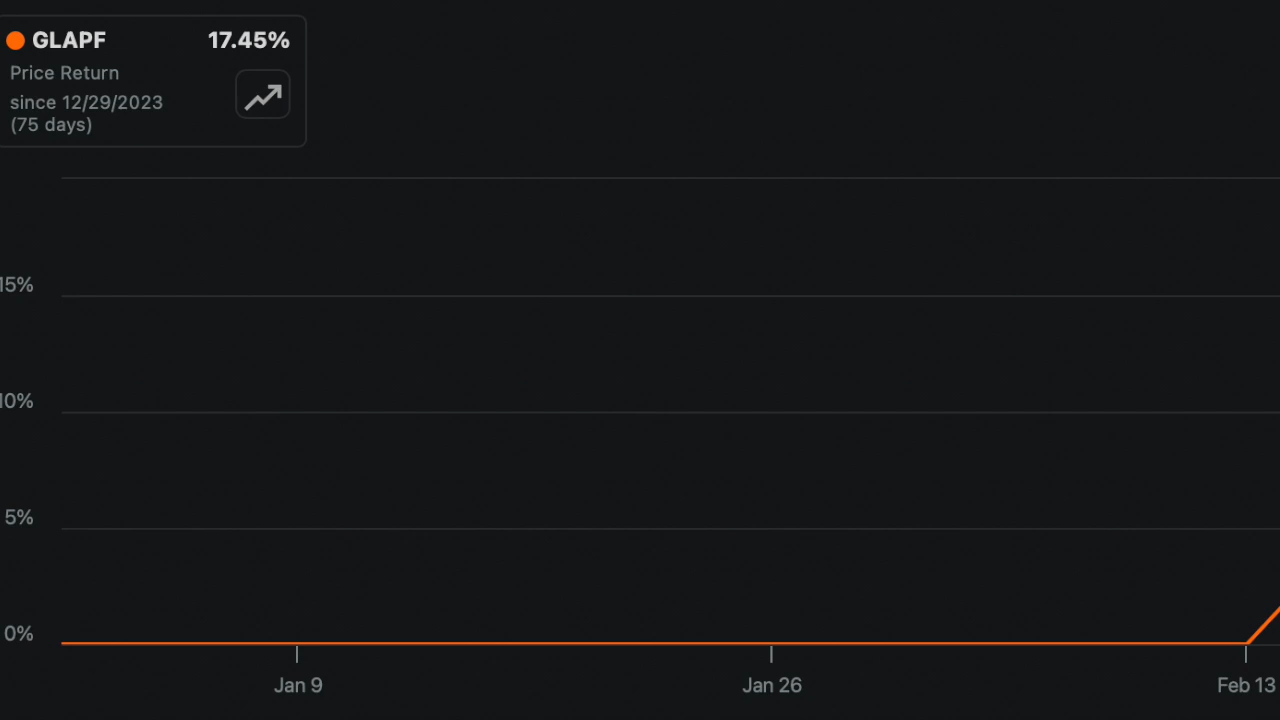 GLAPF 17.45%
Price Return
since 12/29/2023
(75 days)
15%
10%
5%
0%
Jan 9 Jan 26 Feb 13